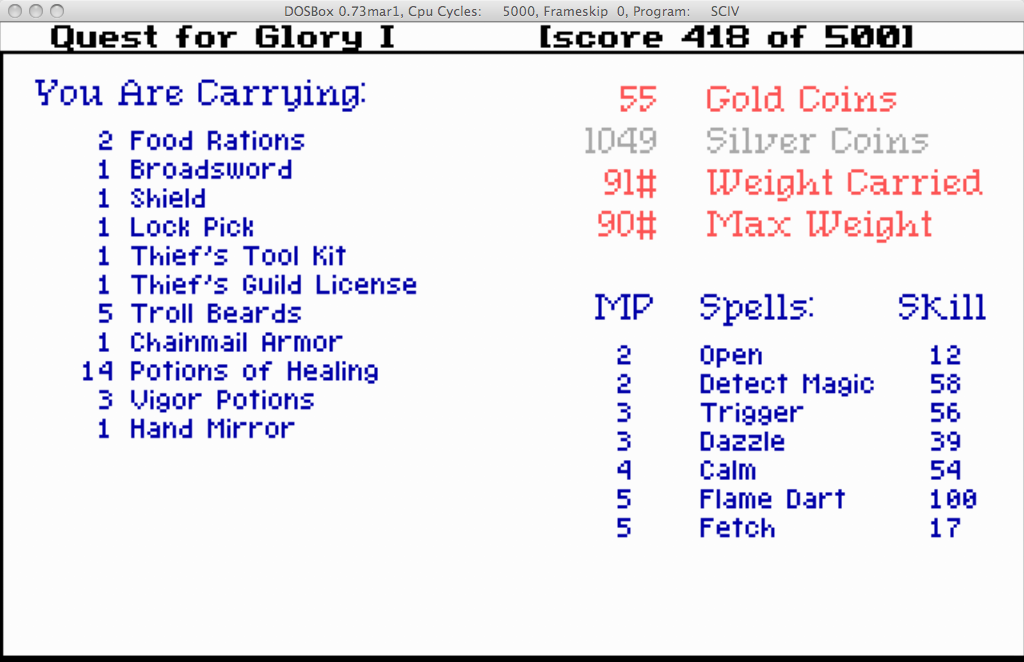 DOSBox 0.73mar1, Cpu Cycles: 5000, Frameskip 0, Program: SCIV
Quest for Glory I [score 418 of 500]
You Are Carrying:
2 Food Rations
1 Broadsword
1 Shield
1 Lock Pick
1 Thief's Tool Kit
1 Thief's Guild License
5 Troll Beards
1 Chainmail Armor
14 Potions of Healing
3 Vigor Potions
1 Hand Mirror
55 Gold Coins
1049 Silver Coins
91# Weight Carried
90# Max Weight
MP Spells: Skill
2 Open 12
2 Detect Magic 58
3 Trigger 56
3 Dazzle 39
4 Calm 54
5 Flame Dart 100
5 Fetch 17